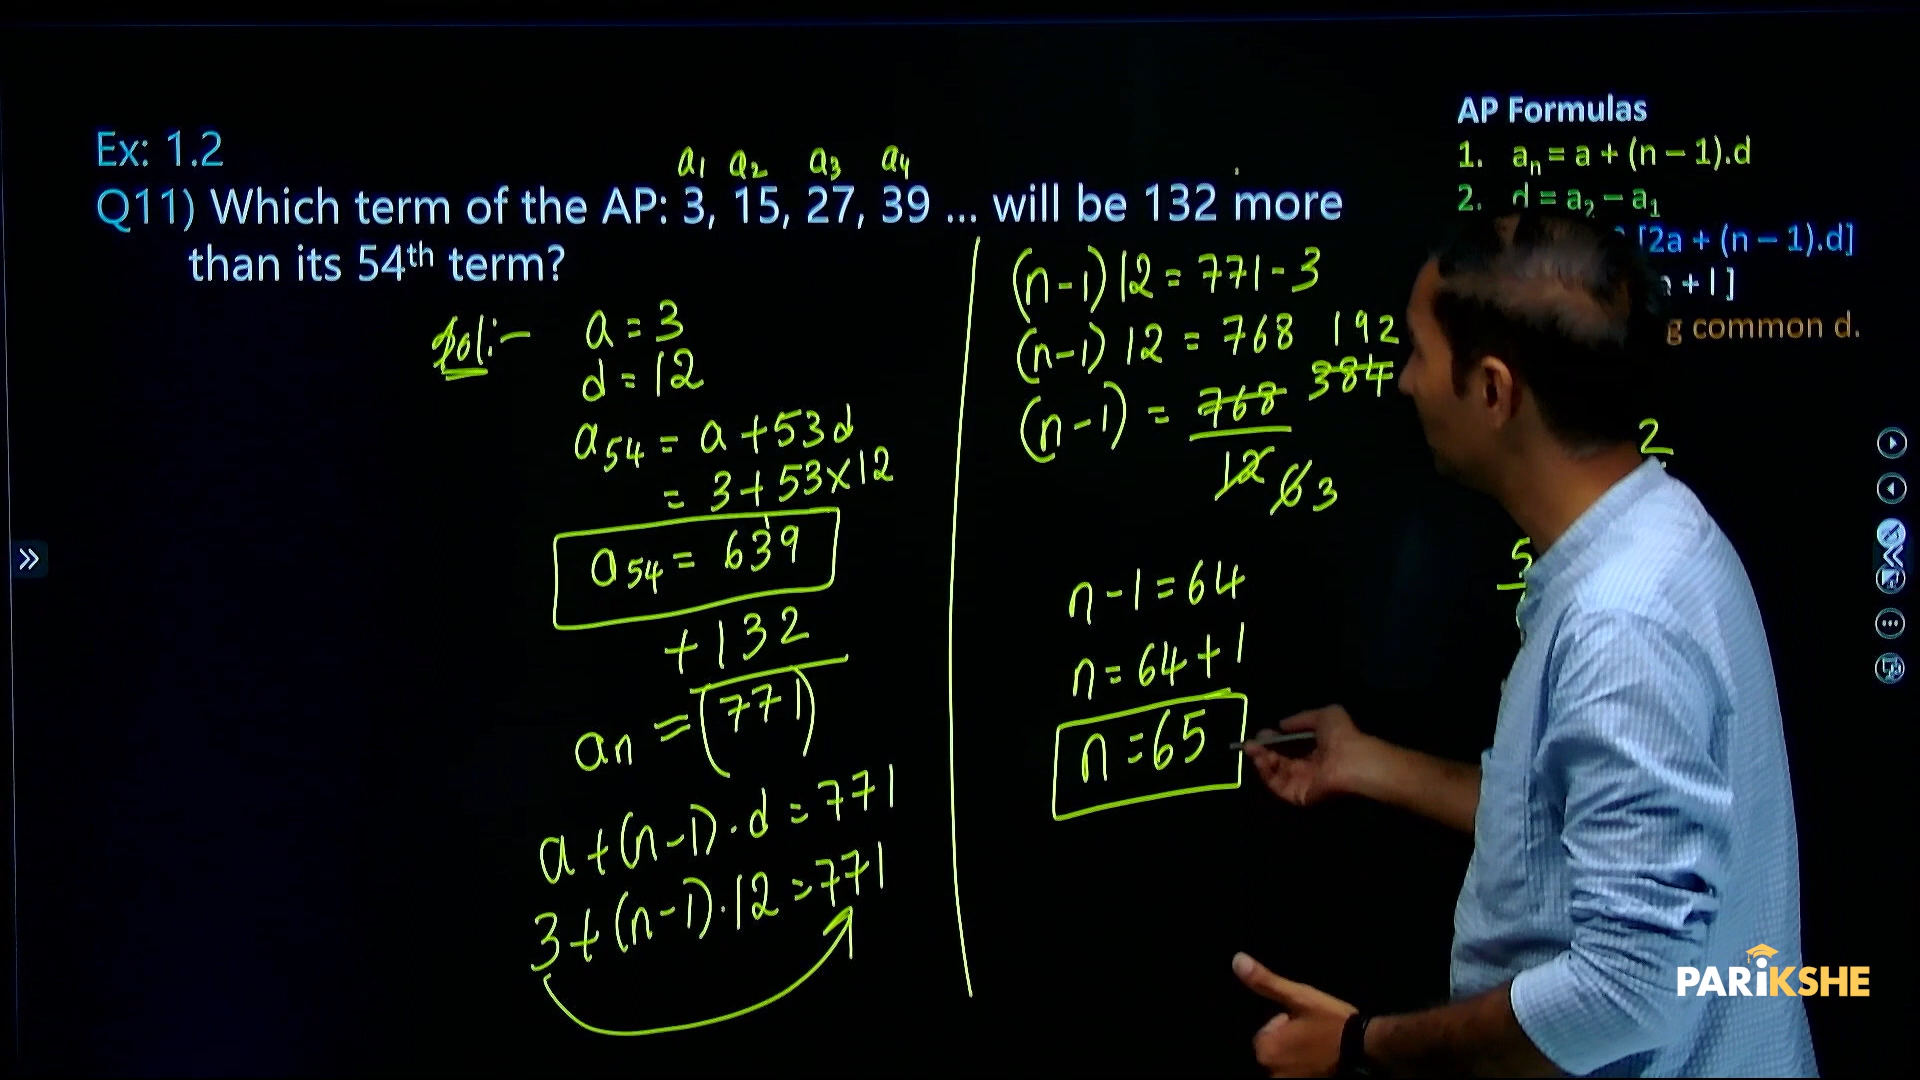 Ex: 1.2
a1 a2 a3 a4
Q11) Which term of the AP: 3, 15, 27, 39 ... will be 132 more
than its 54th term?
Sol:-
a = 3
d = 12
a54 = a + 53d
= 3 + 53 x 12
a54 = 639
+ 132
an = (771)
a + (n-1) . d = 771
3 + (n-1) . 12 = 771
(n-1) 12 = 771 - 3
(n-1) 12 = 768
(n-1) = 768 384 192
12 6 3
n - 1 = 64
n = 64 + 1
n = 65
AP Formulas
1. an = a + (n – 1).d
2. d = a2 – a1
[2a + (n – 1).d]
+ l ]
common d.
2
5
PARIKSHE